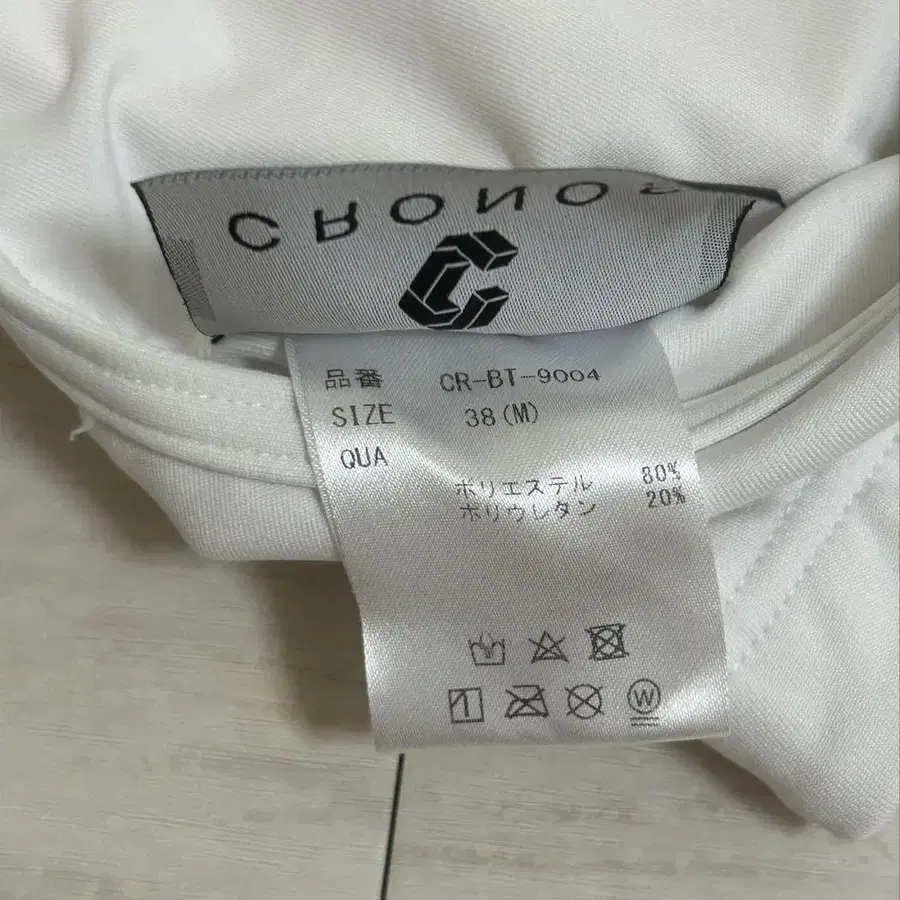 CRONOS
品番 CR-BT-9004
SIZE 38(M)
QUA
ポリエステル 80%
ポリウレタン 20%
W